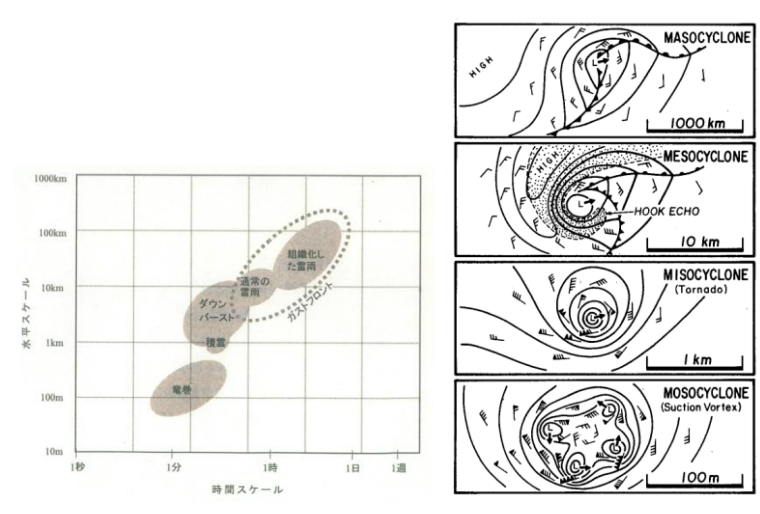 1000km
100km
10km
1km
100m
10m
水平スケール
組織化し
た雷雨
通常の
雷雨
ガストフロント
ダウン
バースト
積雲
竜巻
1秒
1分
1時
1日
1週
時間スケール
MASOCYCLONE
HIGH
L
1000 km
MESOCYCLONE
HIGH
L
HOOK ECHO
10 km
MISOCYCLONE
(Tornado)
L
1 km
MOSOCYCLONE
(Suction Vortex)
L
L
L
L
100 m